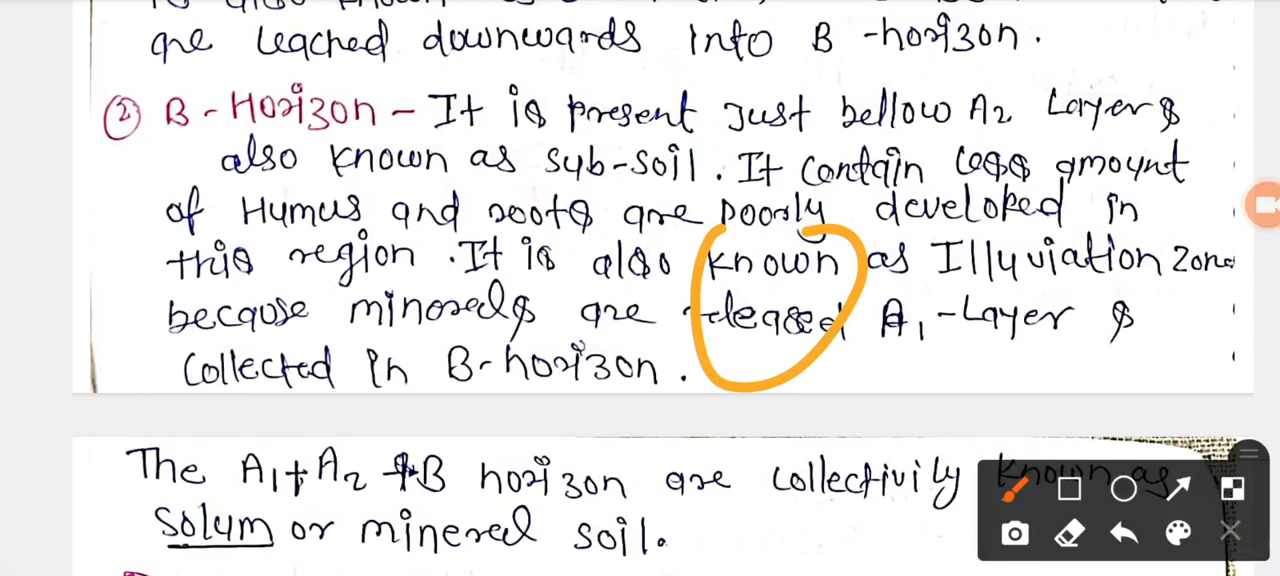 are leached downwards into B -horizon.
② B - Horizon - It is present just bellow A2 Layer &
also known as sub-soil. It contain less amount
of Humus and roots are poorly developed in
this region. It is also known as Illuviation zone
because minerels are released A1 -Layer &
collected in B-horizon.
The A1 + A2 + B horizon are collectivily known as
solum or minerel soil.